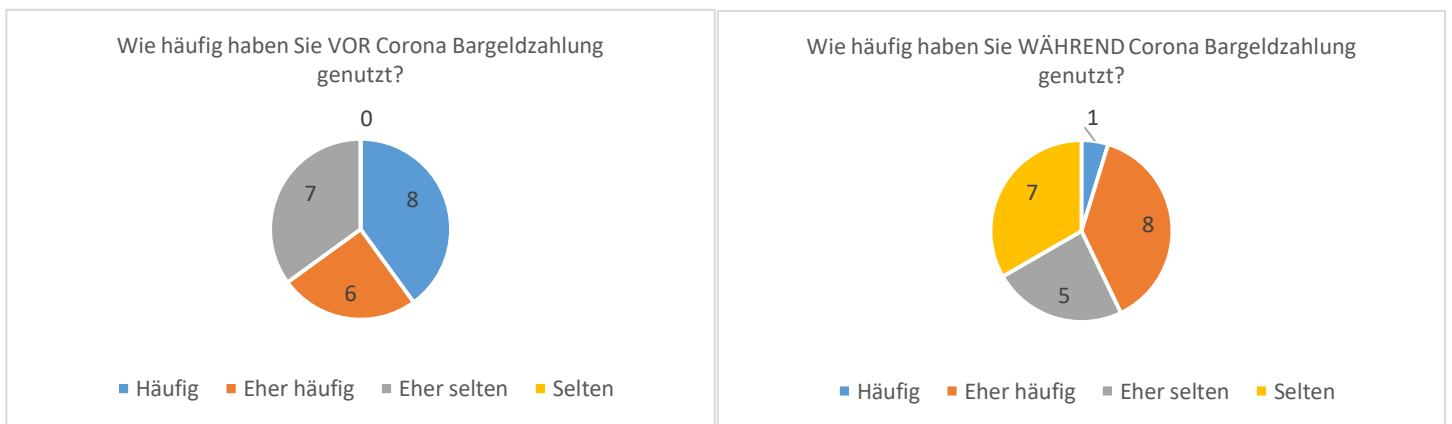 Wie häufig haben Sie VOR Corona Bargeldzahlung
genutzt?
0
7
8
6
Häufig Eher häufig Eher selten Selten
Wie häufig haben Sie WÄHREND Corona Bargeldzahlung
genutzt?
1
7
8
5
Häufig Eher häufig Eher selten Selten